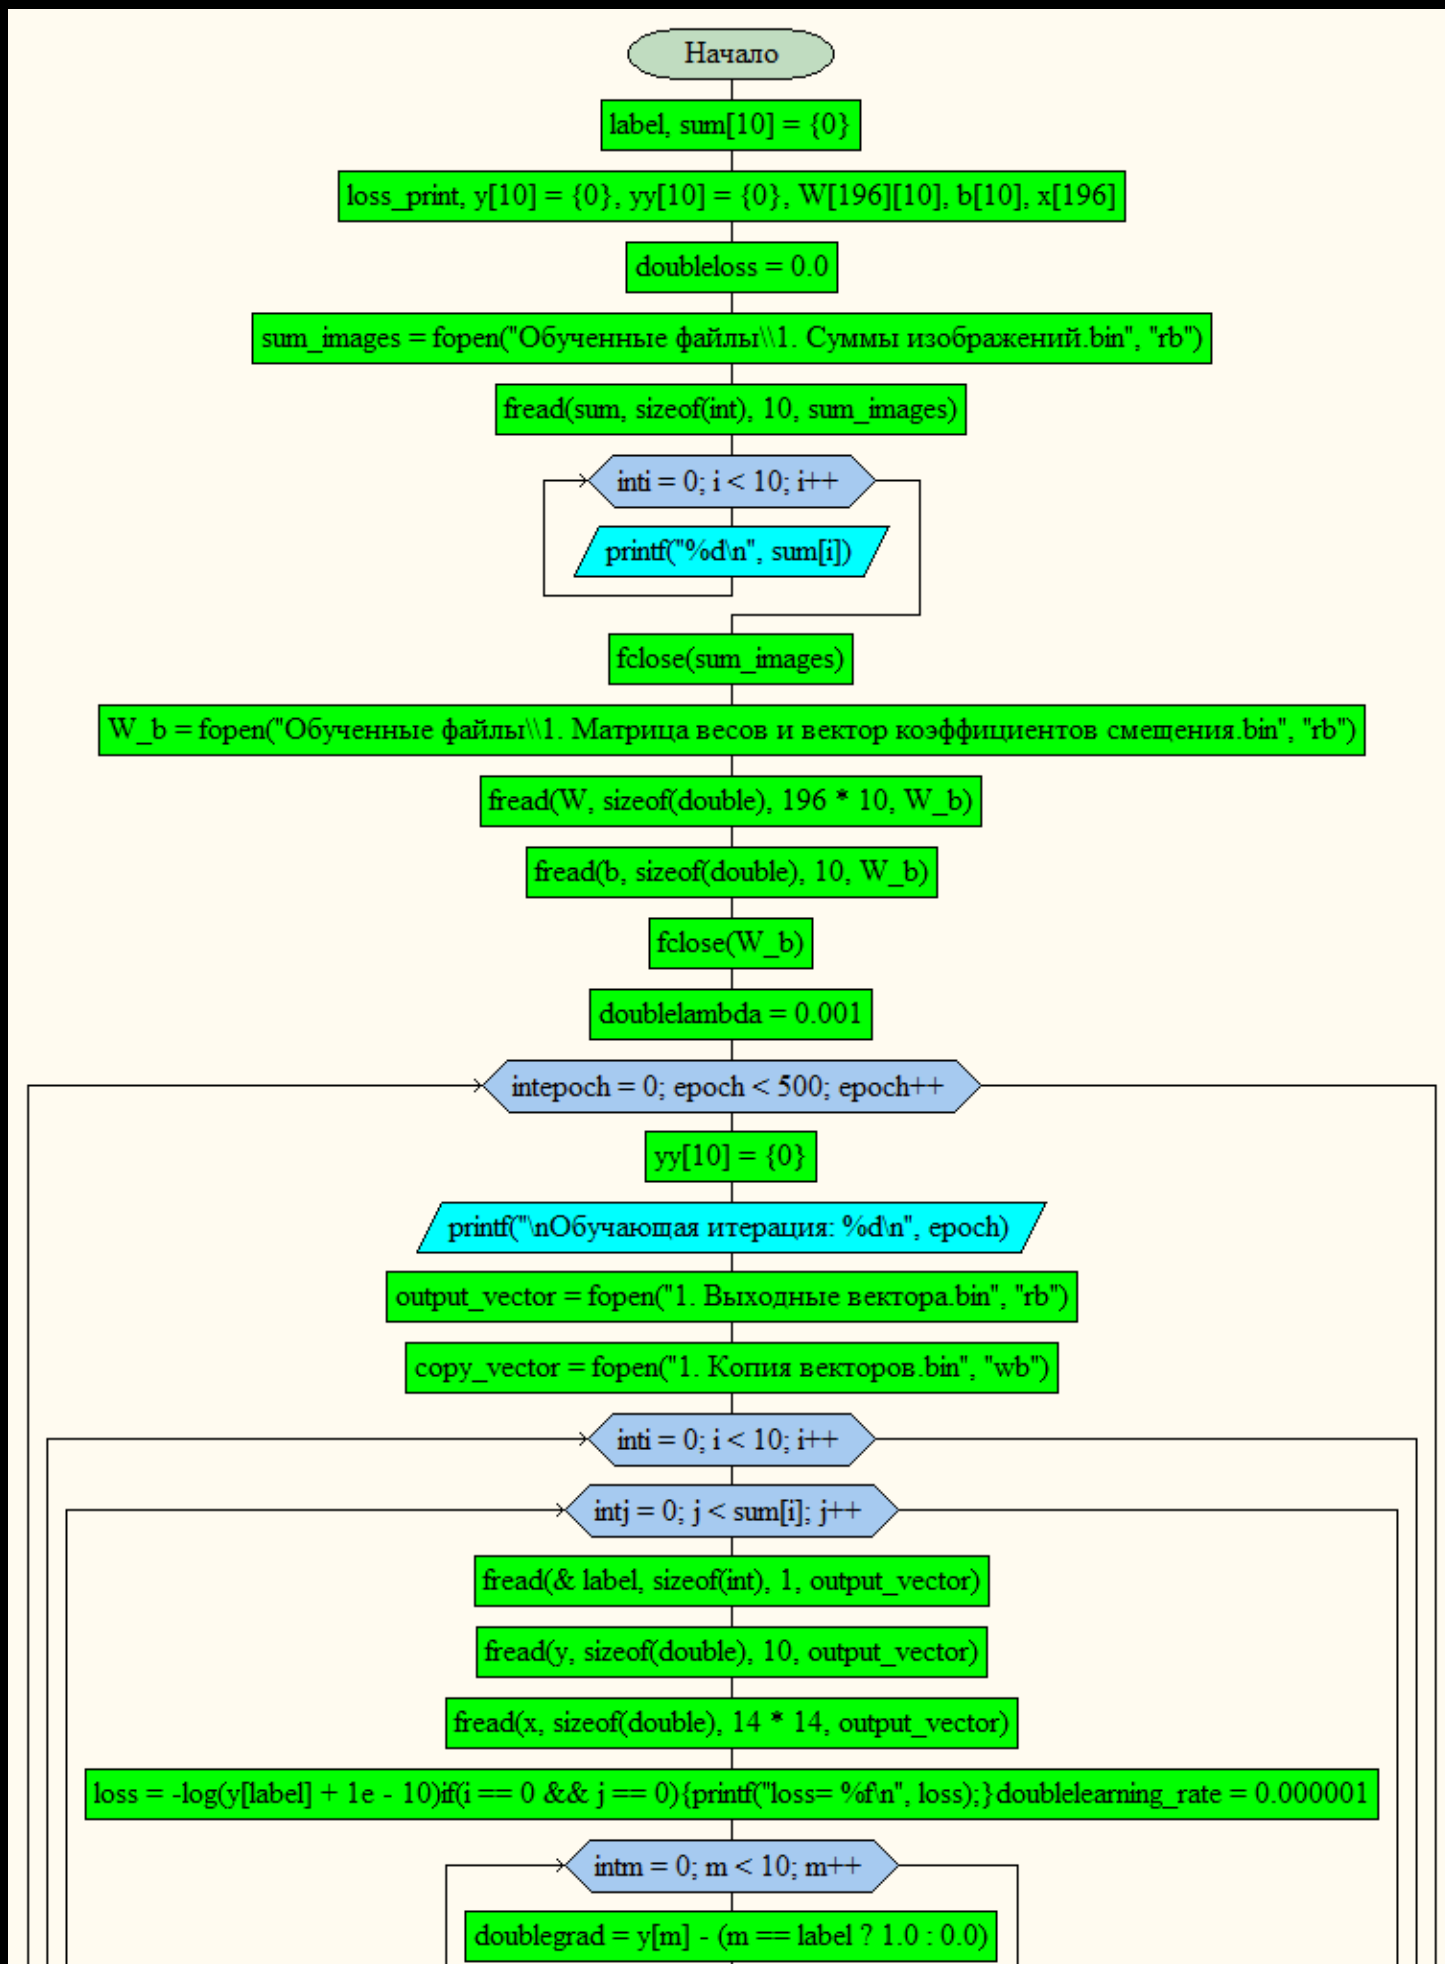 Начало
label, sum[10] = {0}
loss_print, y[10] = {0}, yy[10] = {0}, W[196][10], b[10], x[196]
doubleloss = 0.0
sum_images = fopen("Обученные файлы\\1. Суммы изображений.bin", "rb")
fread(sum, sizeof(int), 10, sum_images)
inti = 0; i < 10; i++
printf("%d\n", sum[i])
fclose(sum_images)
W_b = fopen("Обученные файлы\\1. Матрица весов и вектор коэффициентов смещения.bin", "rb")
fread(W, sizeof(double), 196 * 10, W_b)
fread(b, sizeof(double), 10, W_b)
fclose(W_b)
doublelambda = 0.001
intepoch = 0; epoch < 500; epoch++
yy[10] = {0}
printf("\nОбучающая итерация: %d\n", epoch)
output_vector = fopen("1. Выходные вектора.bin", "rb")
copy_vector = fopen("1. Копия векторов.bin", "wb")
inti = 0; i < 10; i++
intj = 0; j < sum[i]; j++
fread(& label, sizeof(int), 1, output_vector)
fread(y, sizeof(double), 10, output_vector)
fread(x, sizeof(double), 14 * 14, output_vector)
loss = -log(y[label] + 1e - 10)if(i == 0 && j == 0){printf("loss= %f\n", loss);}doublelearning_rate = 0.000001
intm = 0; m < 10; m++
doublegrad = y[m] - (m == label ? 1.0 : 0.0)